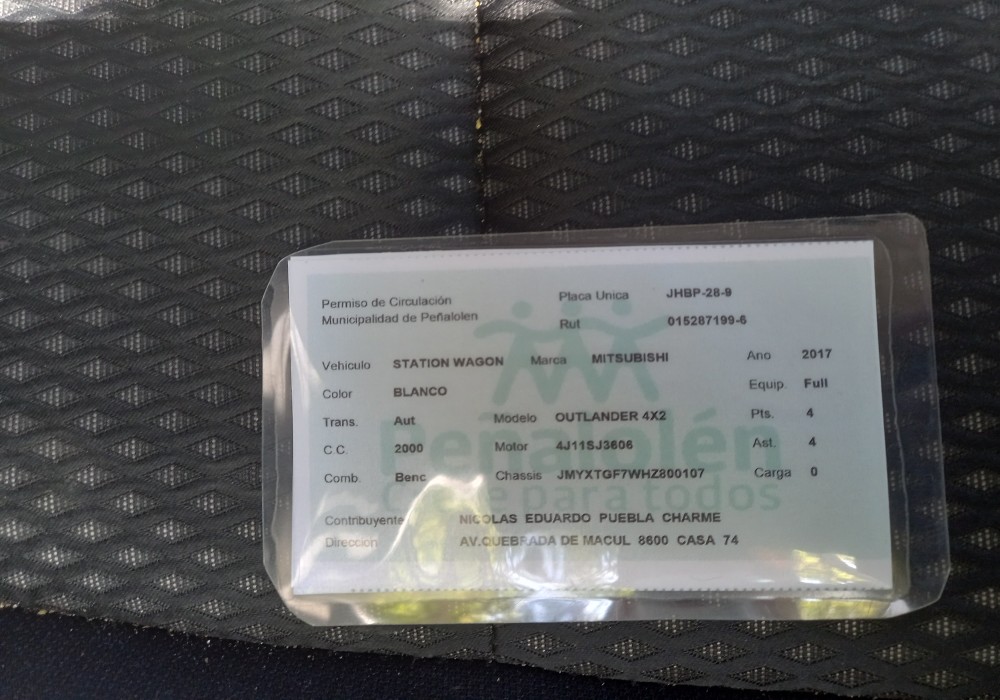 Permiso de Circulación Placa Unica JHBP-28-9
Municipalidad de Peñalolen Rut 015287199-6
Vehiculo STATION WAGON Marca MITSUBISHI Ano 2017
Color BLANCO Equip. Full
Trans. Aut Modelo OUTLANDER 4X2 Pts. 4
C.C. 2000 Motor 4J11SJ3606 Ast. 4
Comb. Benc Chassis JMYXTGF7WHZ800107 Carga 0
Peñalolén
Crece para todos
Contribuyente NICOLAS EDUARDO PUEBLA CHARME
Direccion AV.QUEBRADA DE MACUL 8600 CASA 74